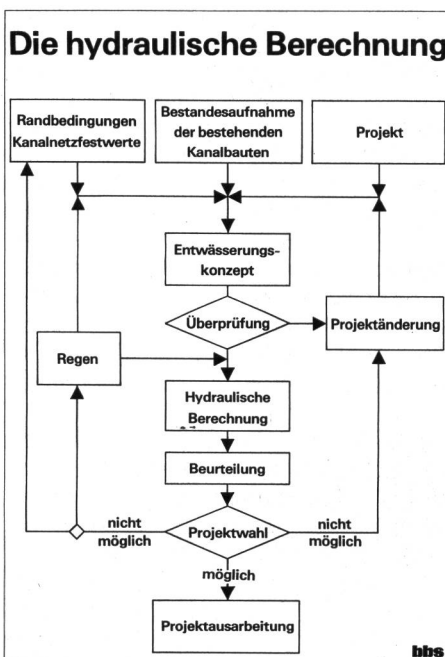 Die hydraulische Berechnung
Randbedingungen
Kanalnetzfestwerte
Bestandesaufnahme
der bestehenden
Kanalbauten
Projekt
Entwässerungs-
konzept
Überprüfung
Projektänderung
Regen
Hydraulische
Berechnung
Beurteilung
nicht
möglich
Projektwahl
nicht
möglich
möglich
Projektausarbeitung
bbs